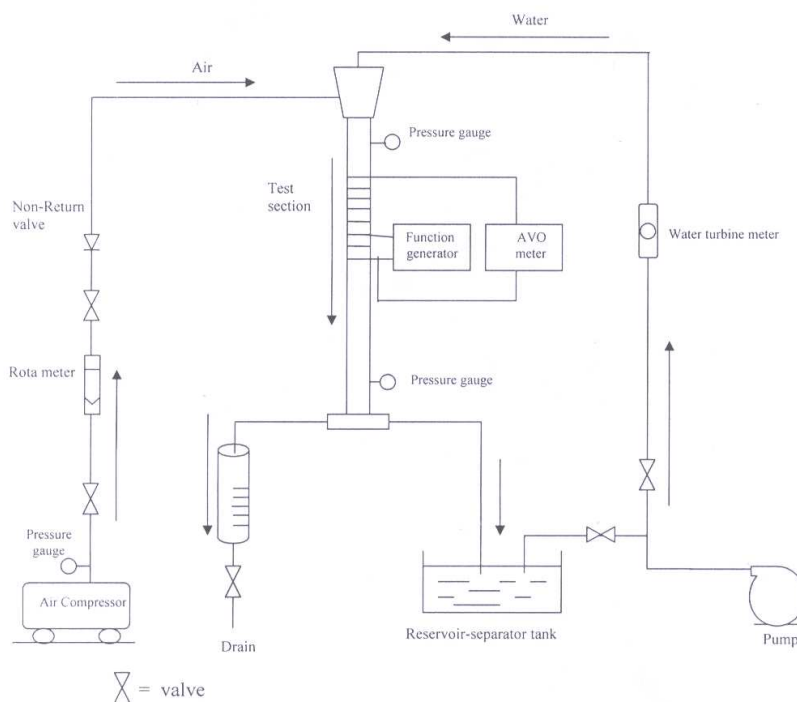 Water
Air
Pressure gauge
Test
section
Non-Return
valve
Function
generator
AVO
meter
Water turbine meter
Rota meter
Pressure gauge
Pressure
gauge
Air Compressor
Drain
Reservoir-separator tank
Pump
= valve